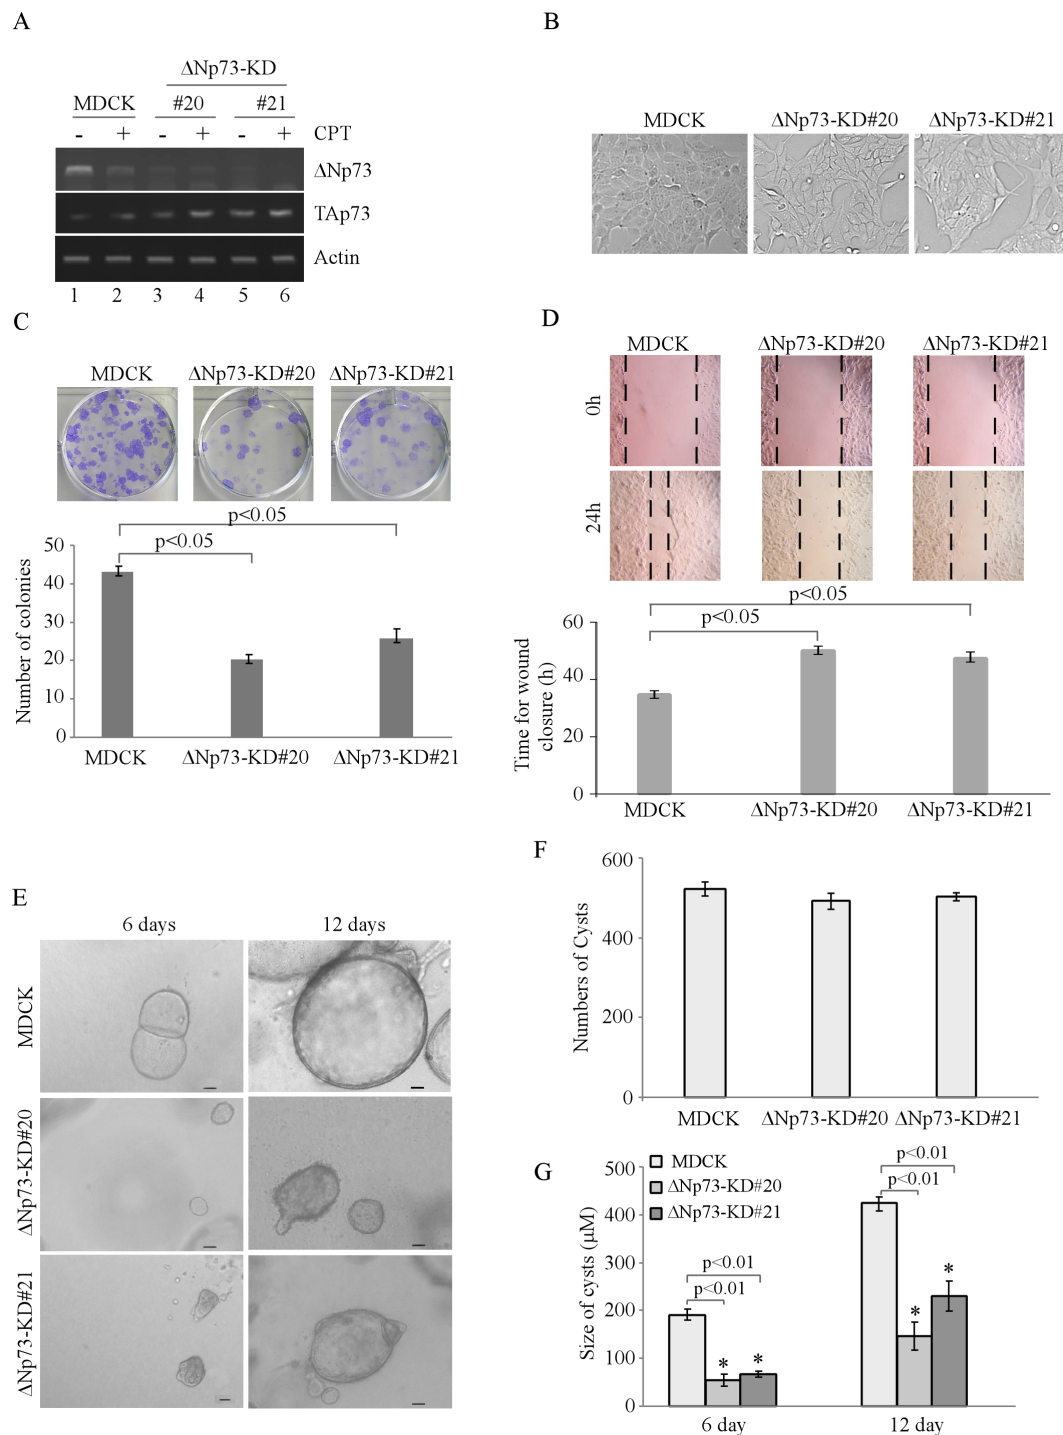 A
ΔNp73-KD
MDCK #20 #21
- + - + - + CPT
ΔNp73
TAp73
Actin
1 2 3 4 5 6
B
MDCK ΔNp73-KD#20 ΔNp73-KD#21
C
MDCK ΔNp73-KD#20 ΔNp73-KD#21
p<0.05
p<0.05
Number of colonies
50
40
30
20
10
0
MDCK ΔNp73-KD#20 ΔNp73-KD#21
D
MDCK ΔNp73-KD#20 ΔNp73-KD#21
0h
24h
p<0.05
p<0.05
Time for wound
closure (h)
60
40
20
0
MDCK ΔNp73-KD#20 ΔNp73-KD#21
E
6 days 12 days
MDCK
ΔNp73-KD#20
ΔNp73-KD#21
F
Numbers of Cysts
600
400
200
0
MDCK ΔNp73-KD#20 ΔNp73-KD#21
G
MDCK
ΔNp73-KD#20
ΔNp73-KD#21
Size of cysts (µM)
500
400
300
200
100
0
p<0.01
p<0.01
* *
p<0.01
p<0.01
* *
6 day 12 day